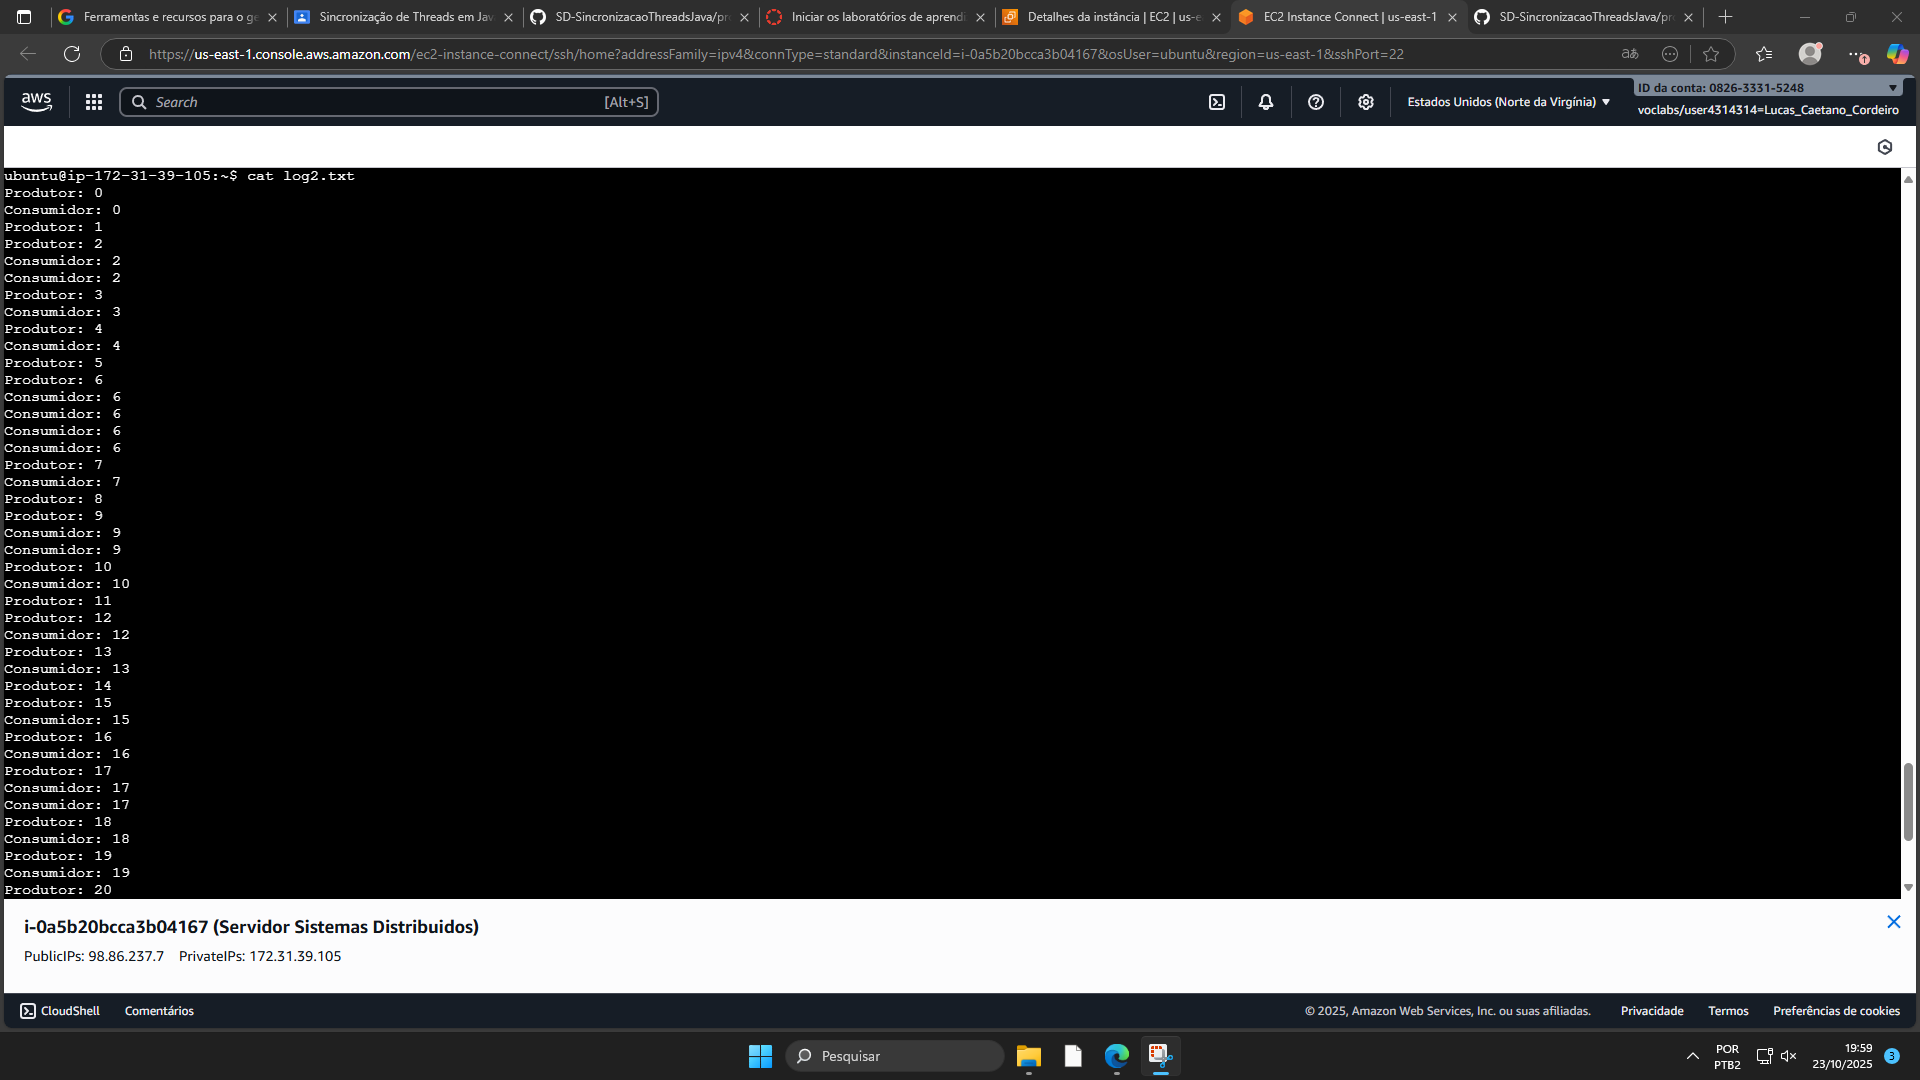 Ferramentas e recursos para o ge
Sincronização de Threads em Jav
SD-SincronizacaoThreadsJava/pr
Iniciar os laboratórios de aprendi
Detalhes da instância | EC2 | us-e
EC2 Instance Connect | us-east-1
SD-SincronizacaoThreadsJava/pr
https://us-east-1.console.aws.amazon.com/ec2-instance-connect/ssh/home?addressFamily=ipv4&connType=standard&instanceId=i-0a5b20bcca3b04167&osUser=ubuntu&region=us-east-1&sshPort=22
aws
Search
[Alt+S]
Estados Unidos (Norte da Virgínia)
ID da conta: 0826-3331-5248
voclabs/user4314314=Lucas_Caetano_Cordeiro
ubuntu@ip-172-31-39-105:~$ cat log2.txt
Produtor: 0
Consumidor: 0
Produtor: 1
Produtor: 2
Consumidor: 2
Consumidor: 2
Produtor: 3
Consumidor: 3
Produtor: 4
Consumidor: 4
Produtor: 5
Produtor: 6
Consumidor: 6
Consumidor: 6
Consumidor: 6
Consumidor: 6
Produtor: 7
Consumidor: 7
Produtor: 8
Produtor: 9
Consumidor: 9
Consumidor: 9
Produtor: 10
Consumidor: 10
Produtor: 11
Produtor: 12
Consumidor: 12
Produtor: 13
Consumidor: 13
Produtor: 14
Produtor: 15
Consumidor: 15
Produtor: 16
Consumidor: 16
Produtor: 17
Consumidor: 17
Consumidor: 17
Produtor: 18
Consumidor: 18
Produtor: 19
Consumidor: 19
Produtor: 20
i-0a5b20bcca3b04167 (Servidor Sistemas Distribuidos)
PublicIPs: 98.86.237.7 PrivateIPs: 172.31.39.105
CloudShell
Comentários
© 2025, Amazon Web Services, Inc. ou suas afiliadas.
Privacidade
Termos
Preferências de cookies
Pesquisar
POR
PTB2
19:59
23/10/2025
3